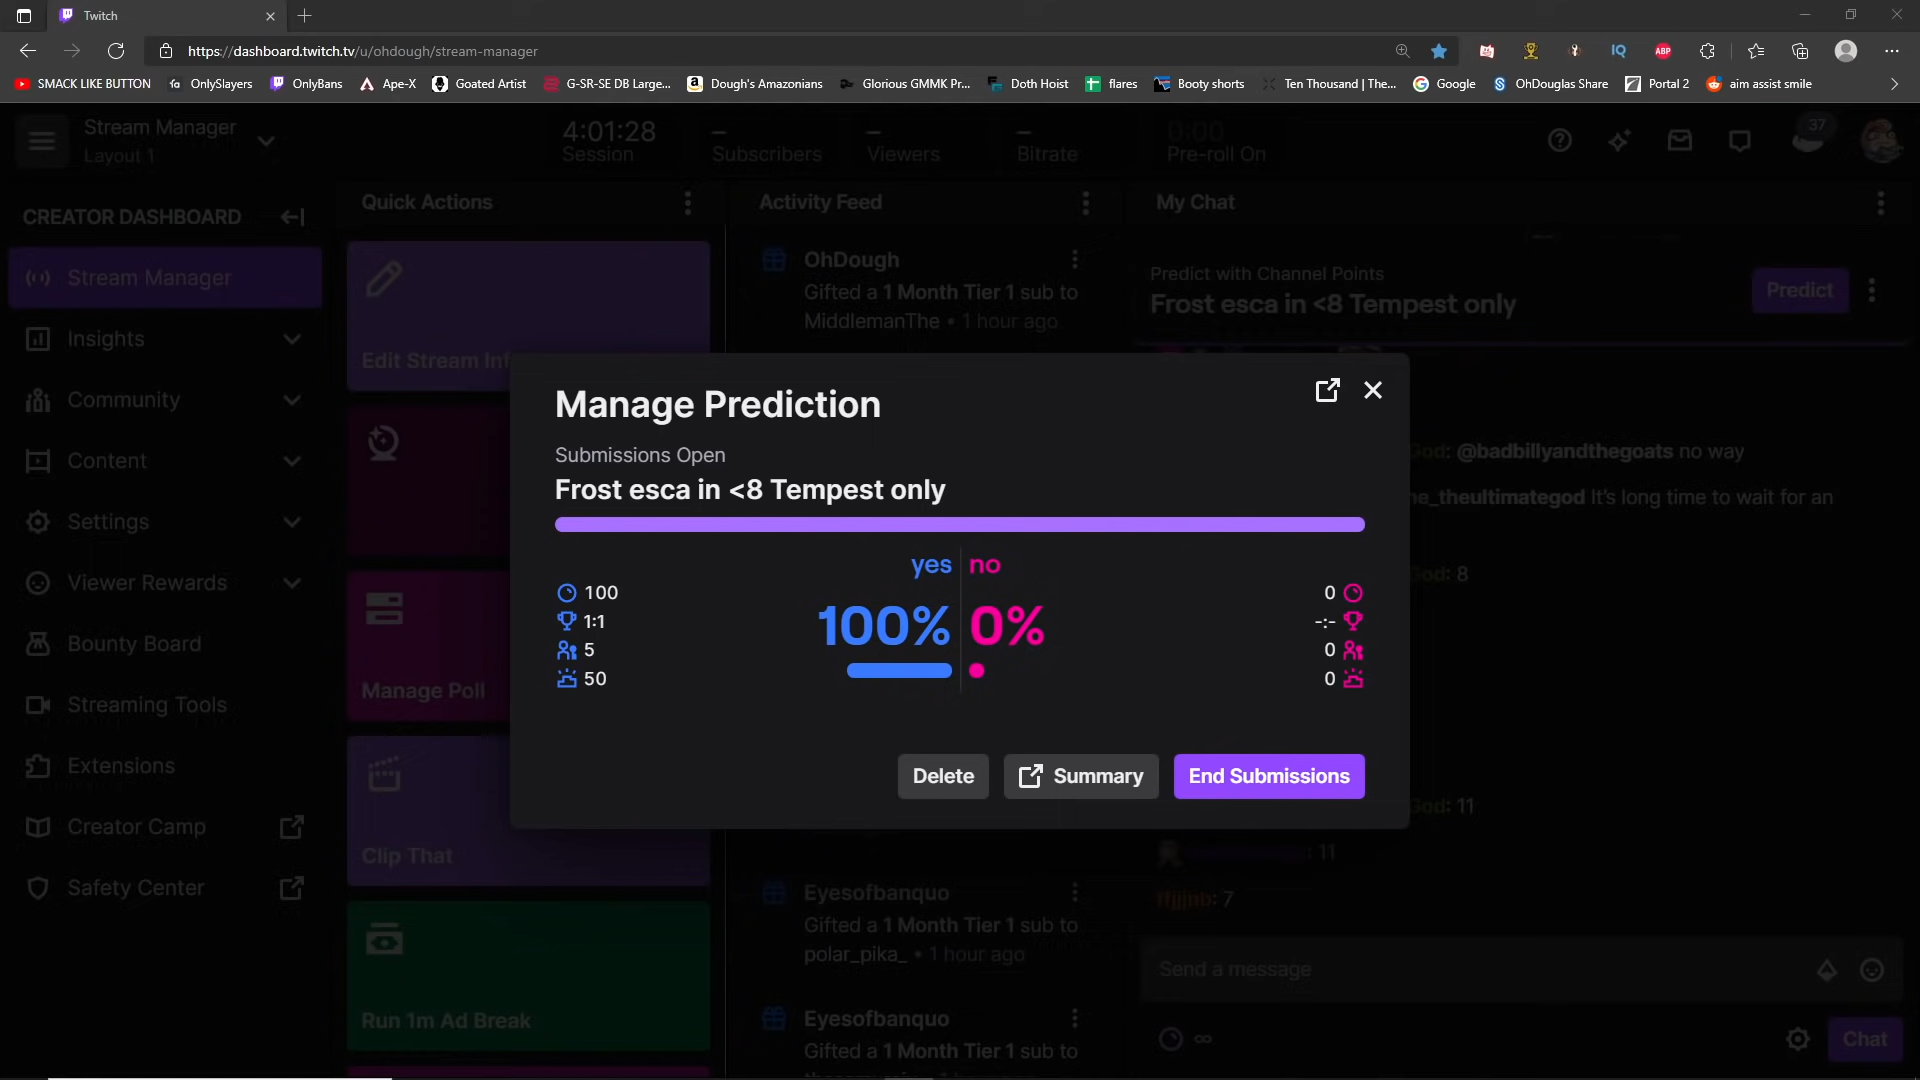 Twitch
https://dashboard.twitch.tv/u/ohdough/stream-manager
SMACK LIKE BUTTON
OnlySlayers
OnlyBans
Ape-X
Goated Artist
G-SR-SE DB Large...
Dough's Amazonians
Glorious GMMK Pr...
Doth Hoist
flares
Booty shorts
Ten Thousand | The...
Google
OhDouglas Share
Portal 2
aim assist smile
Stream Manager
Layout 1
4:01:28
Session
–
Subscribers
–
Viewers
–
Bitrate
0:00
Pre-roll On
37
CREATOR DASHBOARD
Stream Manager
Insights
Community
Content
Settings
Viewer Rewards
Bounty Board
Streaming Tools
Extensions
Creator Camp
Safety Center
Quick Actions
Edit Stream Inf
Manage Poll
Clip That
Run 1m Ad Break
Activity Feed
OhDough
Gifted a 1 Month Tier 1 sub to
MiddlemanThe • 1 hour ago
Manage Prediction
Submissions Open
Frost esca in <8 Tempest only
yes
no
100
1:1
5
50
100%
0%
0
-:-
0
0
Delete
Summary
End Submissions
Eyesofbanquo
Gifted a 1 Month Tier 1 sub to
polar_pika_ • 1 hour ago
Eyesofbanquo
Gifted a 1 Month Tier 1 sub to
My Chat
Predict with Channel Points
Frost esca in <8 Tempest only
Predict
God: @badbillyandthegoats no way
ne_theultimategod It's long time to wait for an
God: 8
God: 11
: 11
: 7
Send a message
∞
Chat
ABP
IQ